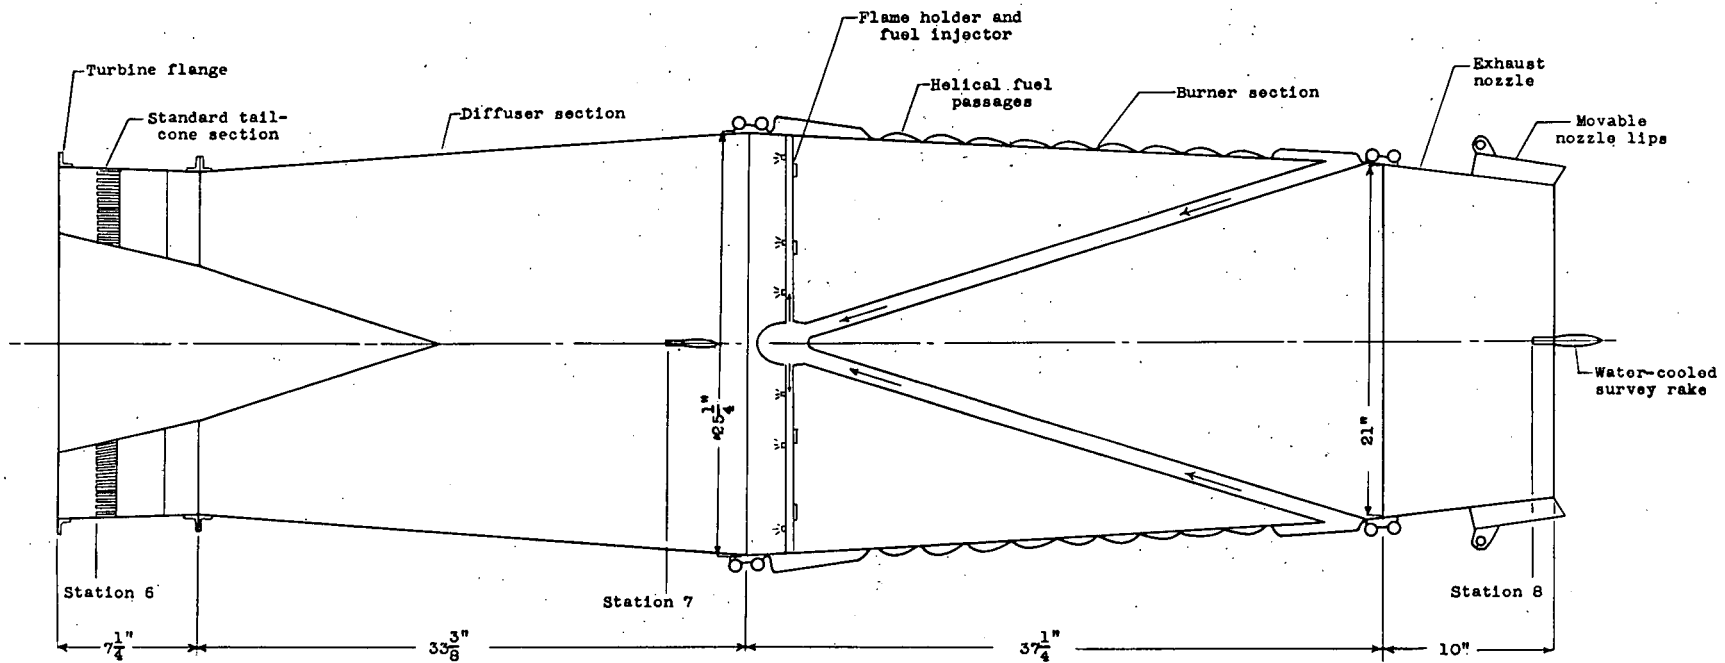 Flame holder and
fuel injector
Turbine flange
Exhaust
nozzle
Helical fuel
passages
Burner section
Standard tail-
cone section
Diffuser section
Movable
nozzle lips
Water-cooled
survey rake
25 1/4"
21"
Station 6
Station 7
Station 8
7 1/4"
33 3/8"
37 1/4"
10"